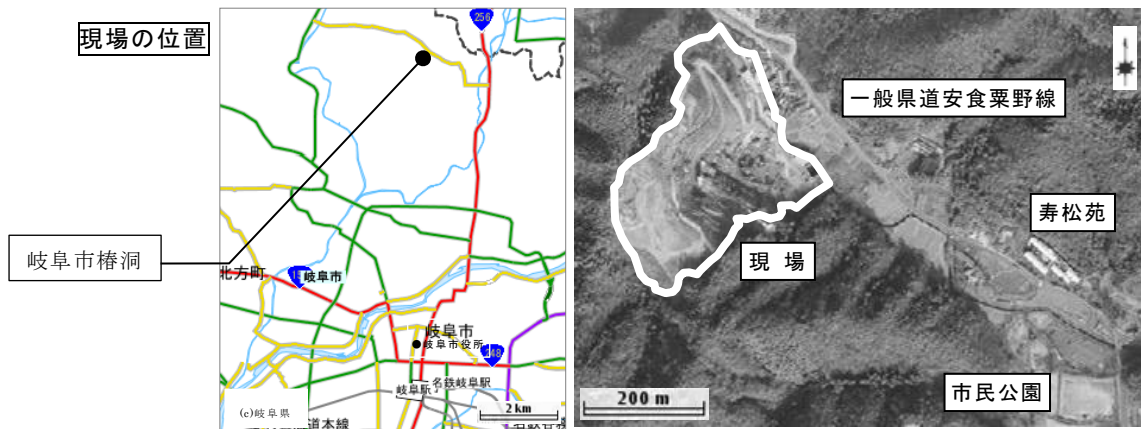 現場の位置
256
岐阜市椿洞
北方町
岐阜市
岐阜市
岐阜市役所
248
岐阜駅
名鉄岐阜駅
2 km
(c)岐阜県
道本線
一般県道安食粟野線
寿松苑
現 場
市民公園
200 m